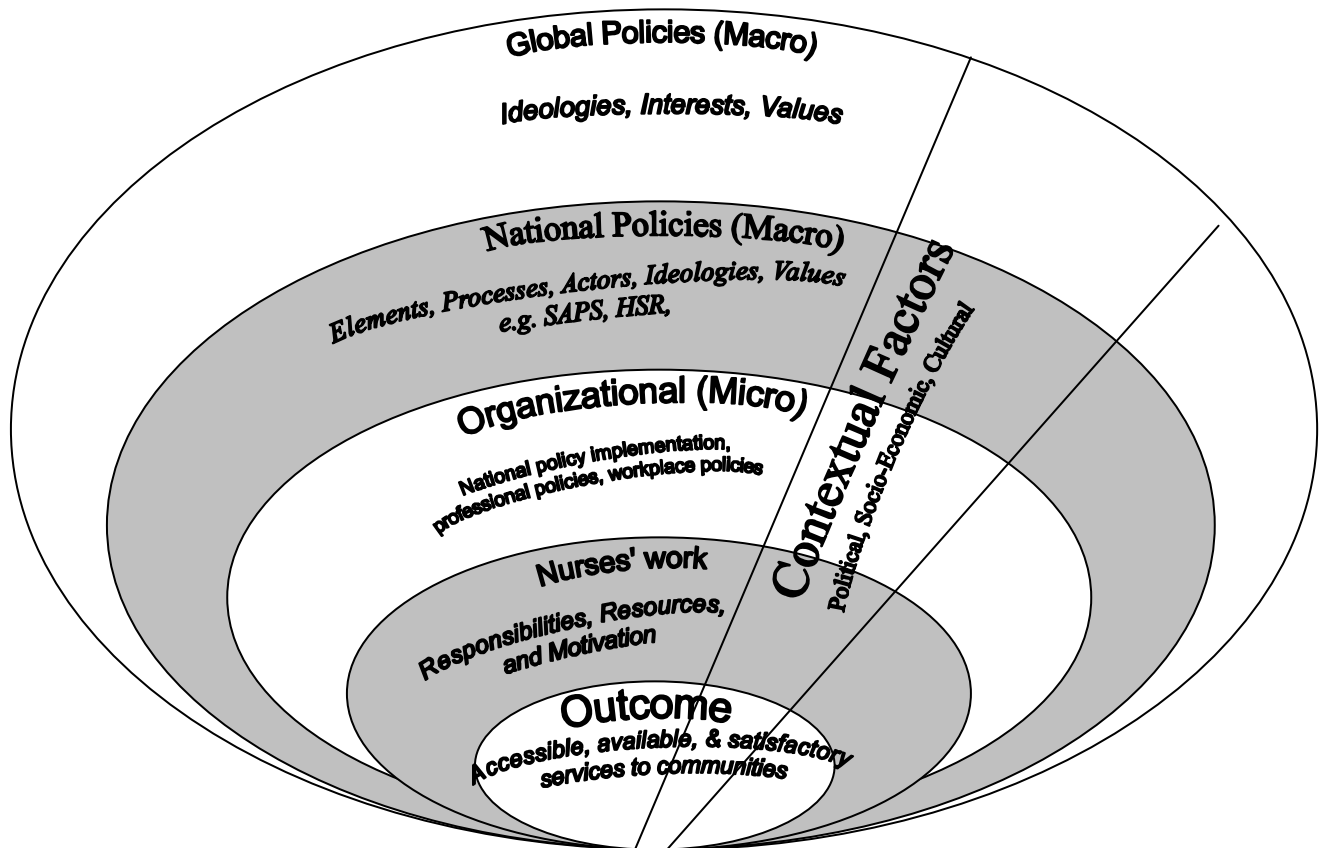 Global Policies (Macro)
Ideologies, Interests, Values
National Policies (Macro)
Elements, Processes, Actors, Ideologies, Values
e.g. SAPS, HSR,
Organizational (Micro)
National policy implementation,
professional policies, workplace policies
Nurses' work
Responsibilities, Resources,
and Motivation
Outcome
Accessible, available, & satisfactory
services to communities
Contextual Factors
Political, Socio-Economic, Cultural